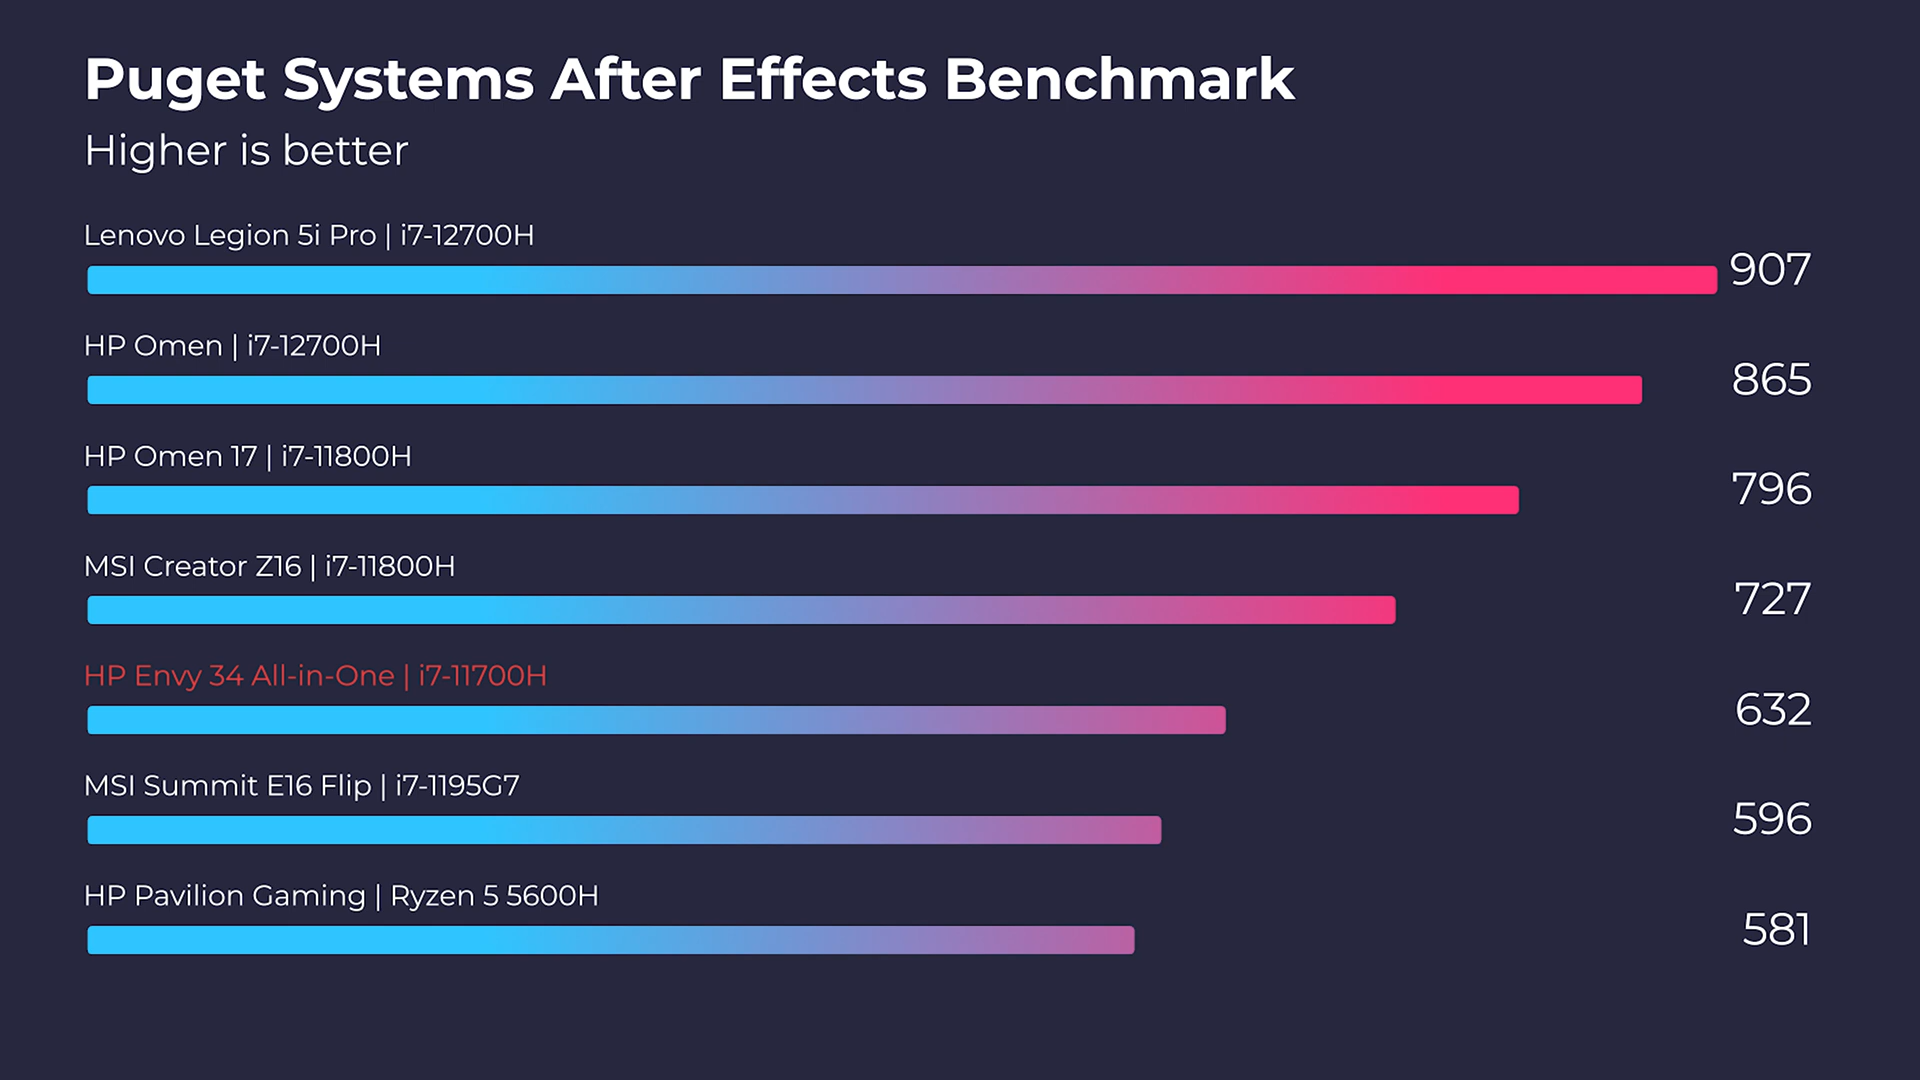 Puget Systems After Effects Benchmark
Higher is better
Lenovo Legion 5i Pro | i7-12700H
907
HP Omen | i7-12700H
865
HP Omen 17 | i7-11800H
796
MSI Creator Z16 | i7-11800H
727
HP Envy 34 All-in-One | i7-11700H
632
MSI Summit E16 Flip | i7-1195G7
596
HP Pavilion Gaming | Ryzen 5 5600H
581